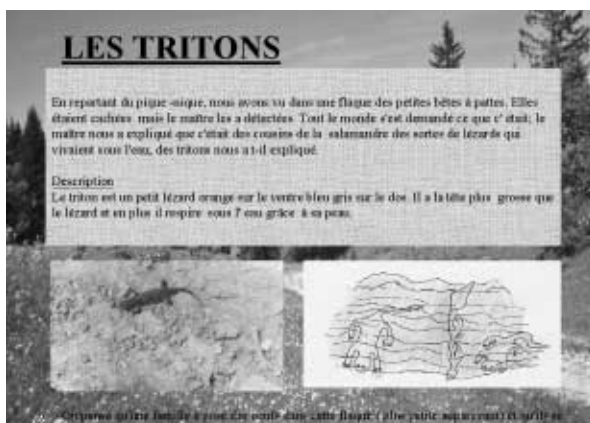 LES TRITONS
En repartant du pique -nique, nous avons vu dans une flaque des petites bêtes à pattes. Elles
étaient cachées mais le maître les a détectées. Tout le monde s'est demandé ce que c' était; le
maître nous a expliqué que c'était des cousins de la salamandre des sortes de lézards qui
vivaient sous l'eau, des tritons nous a t-il expliqué.
Description
Le triton est un petit lézard orange sur le ventre bleu gris sur le dos. Il a la tête plus grosse que
le lézard et en plus il respire sous l' eau grâce à sa peau.
famille a dans cette flaque